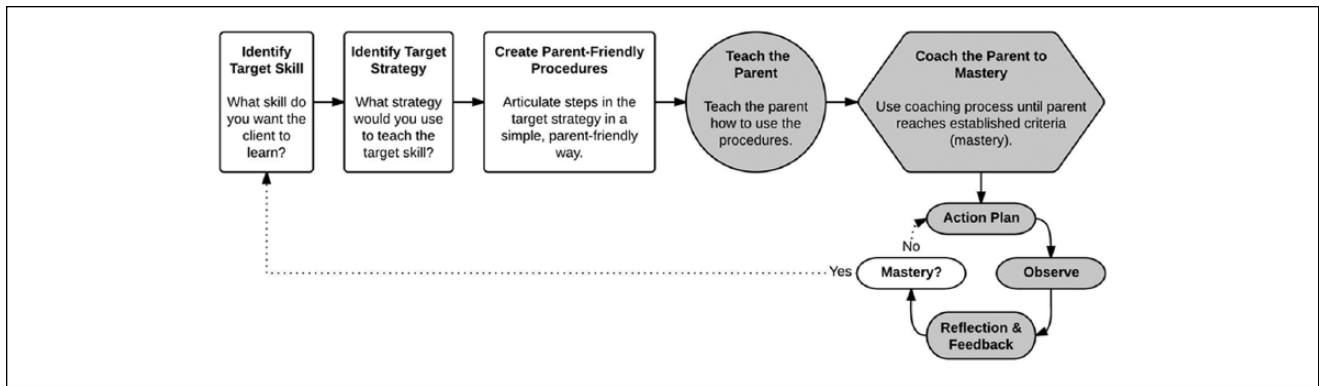 Identify
Target Skill
What skill do
you want the
client to
learn?
Identify Target
Strategy
What strategy
would you use
to teach the
target skill?
Create Parent-Friendly
Procedures
Articulate steps in the
target strategy in a
simple, parent-friendly
way.
Teach the
Parent
Teach the parent
how to use the
procedures.
Coach the Parent to
Mastery
Use coaching process until parent
reaches established criteria
(mastery).
Action Plan
No
Yes
Mastery?
Observe
Reflection &
Feedback